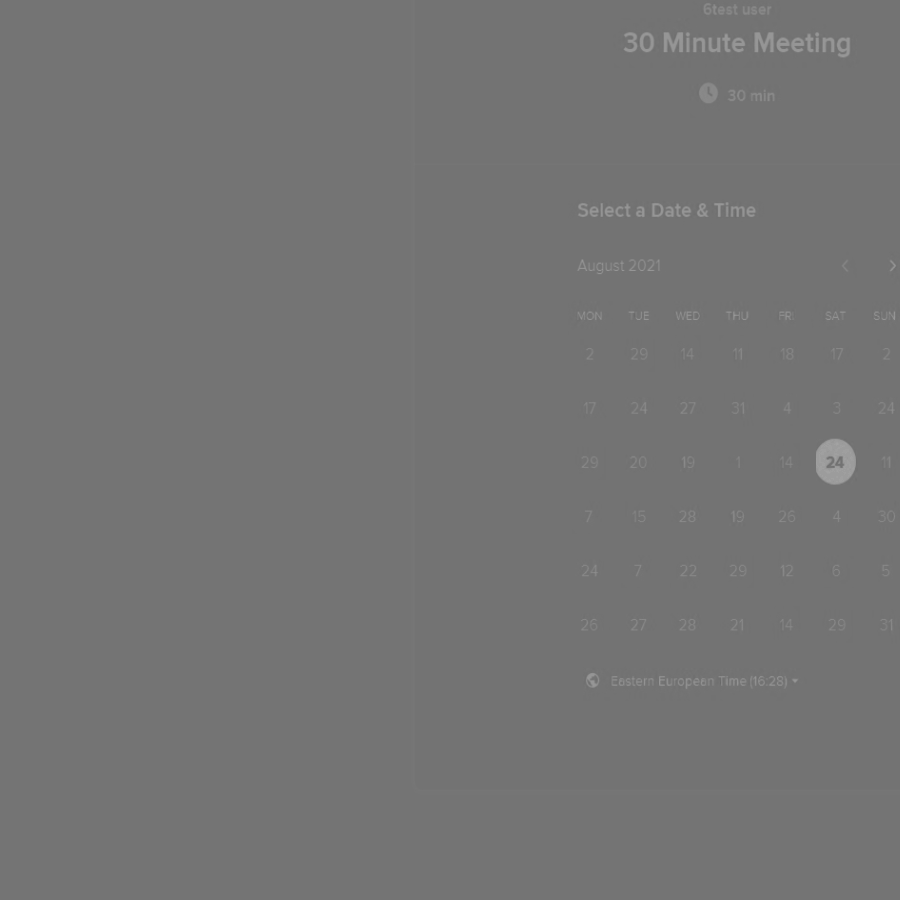 6test user
30 Minute Meeting
30 min
Select a Date & Time
August 2021
MON TUE WED THU FRI SAT SUN
2 29 14 11 18 17 2
17 24 27 31 4 3 24
29 20 19 1 14 24 11
7 15 28 19 26 4 30
24 7 22 29 12 6 5
26 27 28 21 14 29 31
Eastern European Time (16:28)